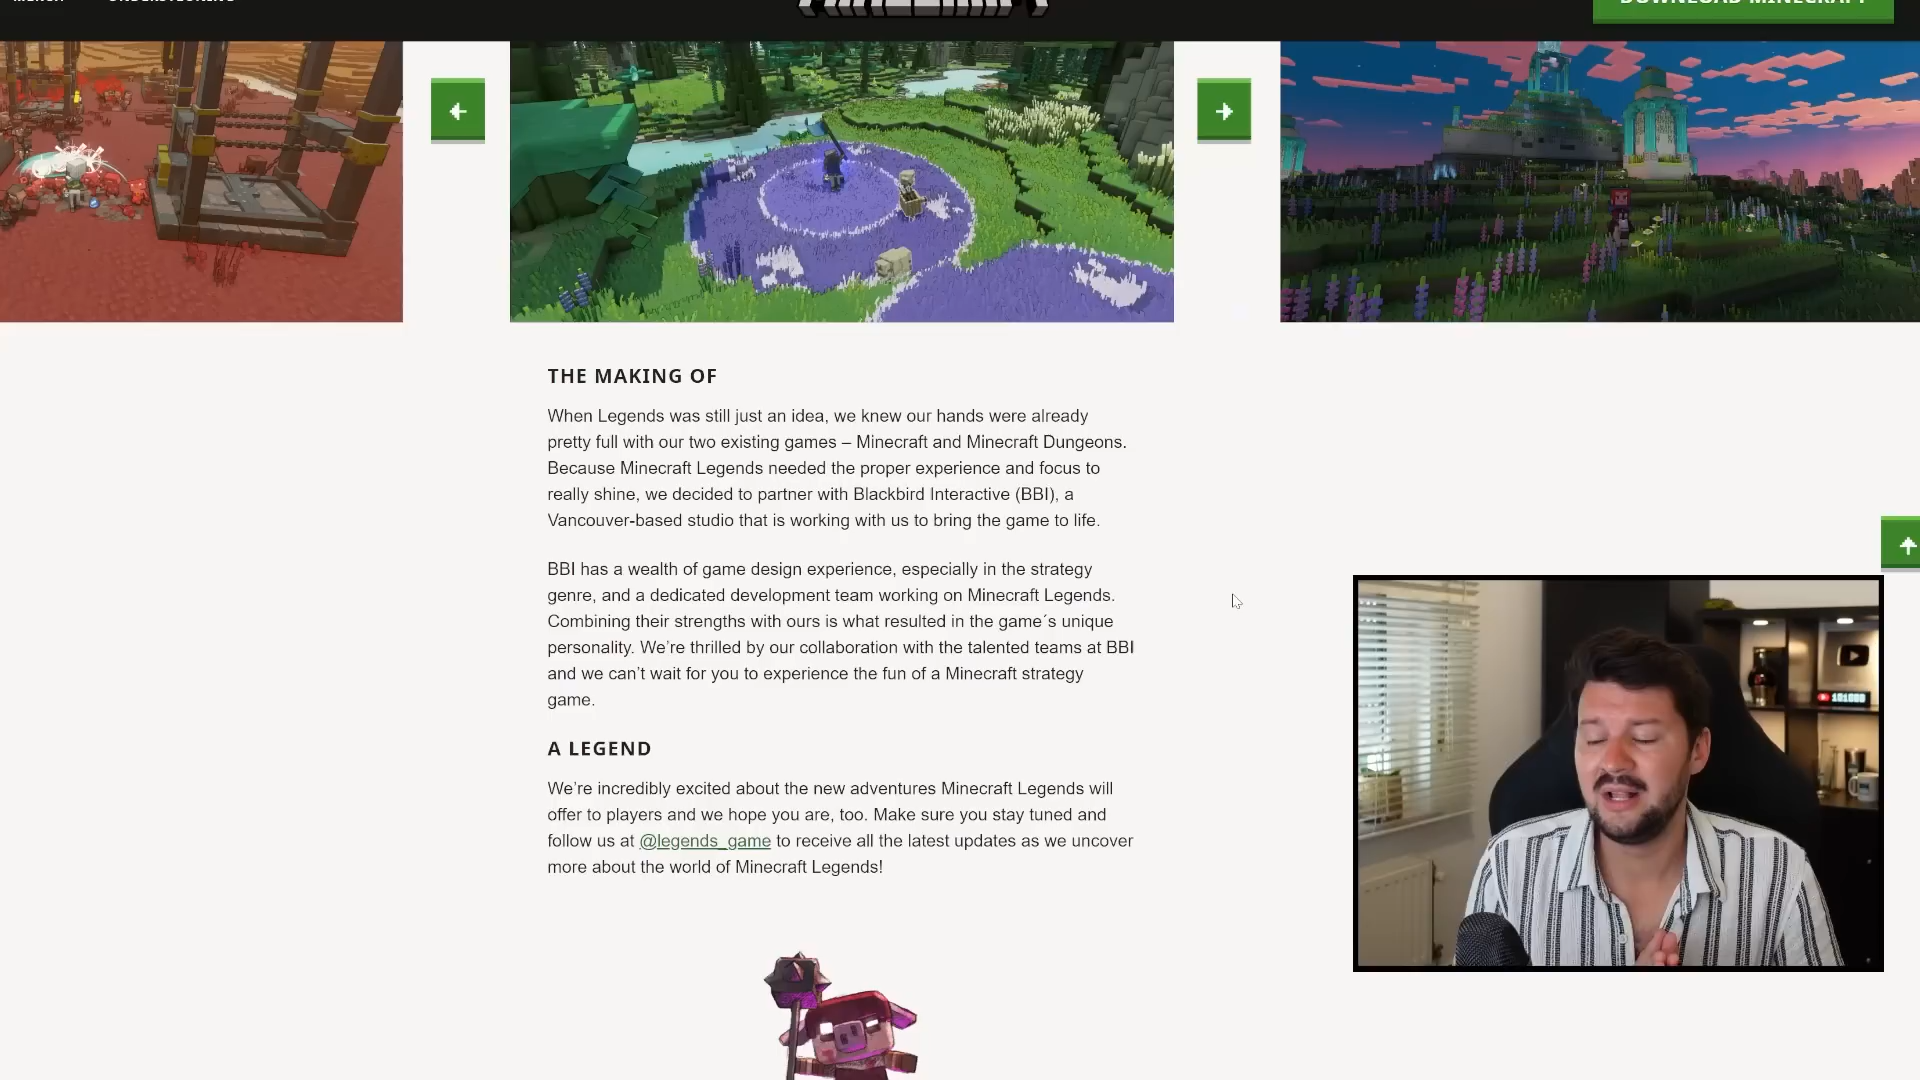 DOWNLOAD MINECRAFT
THE MAKING OF
When Legends was still just an idea, we knew our hands were already
pretty full with our two existing games – Minecraft and Minecraft Dungeons.
Because Minecraft Legends needed the proper experience and focus to
really shine, we decided to partner with Blackbird Interactive (BBI), a
Vancouver-based studio that is working with us to bring the game to life.
BBI has a wealth of game design experience, especially in the strategy
genre, and a dedicated development team working on Minecraft Legends.
Combining their strengths with ours is what resulted in the game´s unique
personality. We’re thrilled by our collaboration with the talented teams at BBI
and we can’t wait for you to experience the fun of a Minecraft strategy
game.
A LEGEND
We’re incredibly excited about the new adventures Minecraft Legends will
offer to players and we hope you are, too. Make sure you stay tuned and
follow us at @legends_game to receive all the latest updates as we uncover
more about the world of Minecraft Legends!